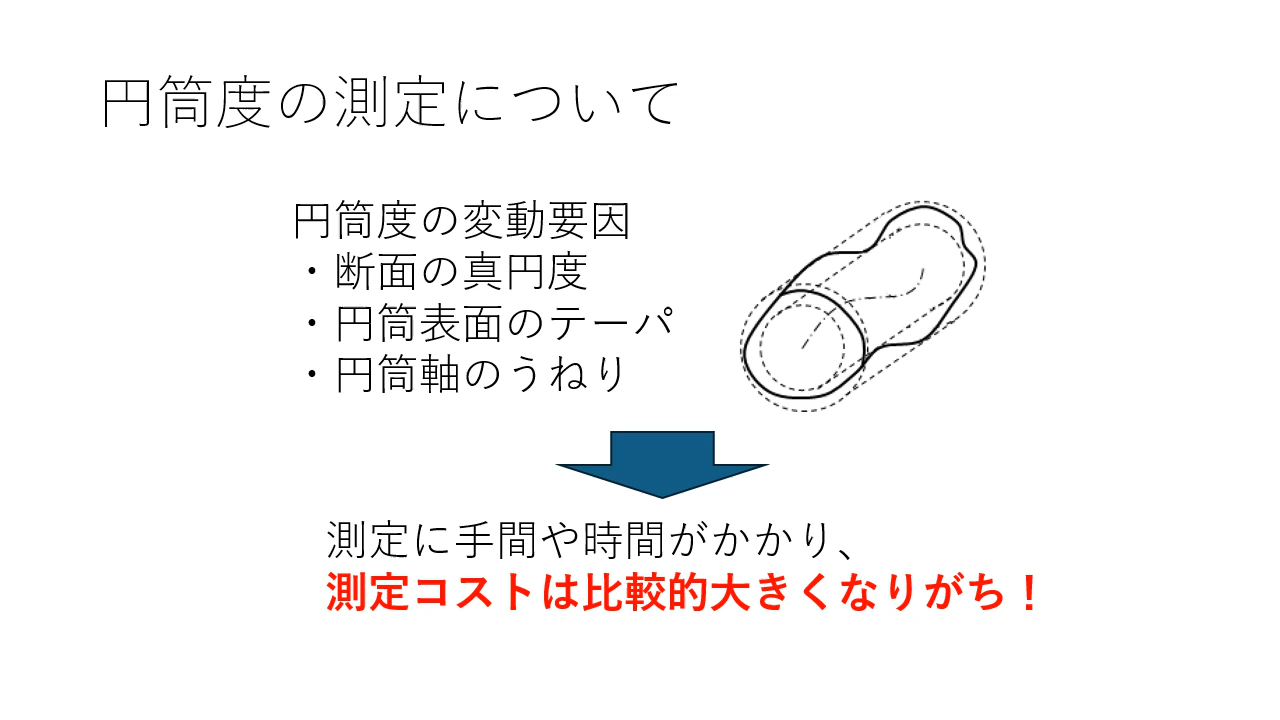 円筒度の測定について
円筒度の変動要因
・断面の真円度
・円筒表面のテーパ
・円筒軸のうねり
測定に手間や時間がかかり、
測定コストは比較的大きくなりがち！